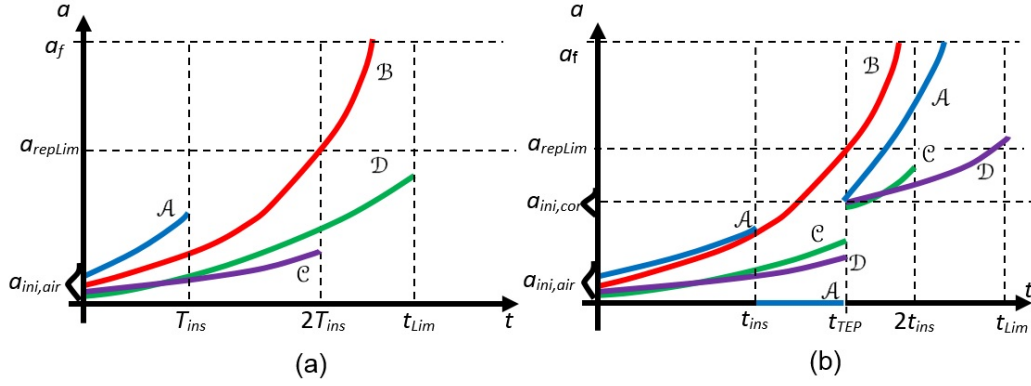 a
a_f
ℬ
a_repLim
𝒟
𝒜
𝒞
a_ini,air
T_ins
2T_ins
t_Lim
t
(a)
a
a_f
ℬ
𝒜
a_repLim
𝒞
𝒟
a_ini,cor
𝒜
𝒞
a_ini,air
𝒟
𝒜
t
t_ins
t_TEP
2t_ins
t_Lim
(b)